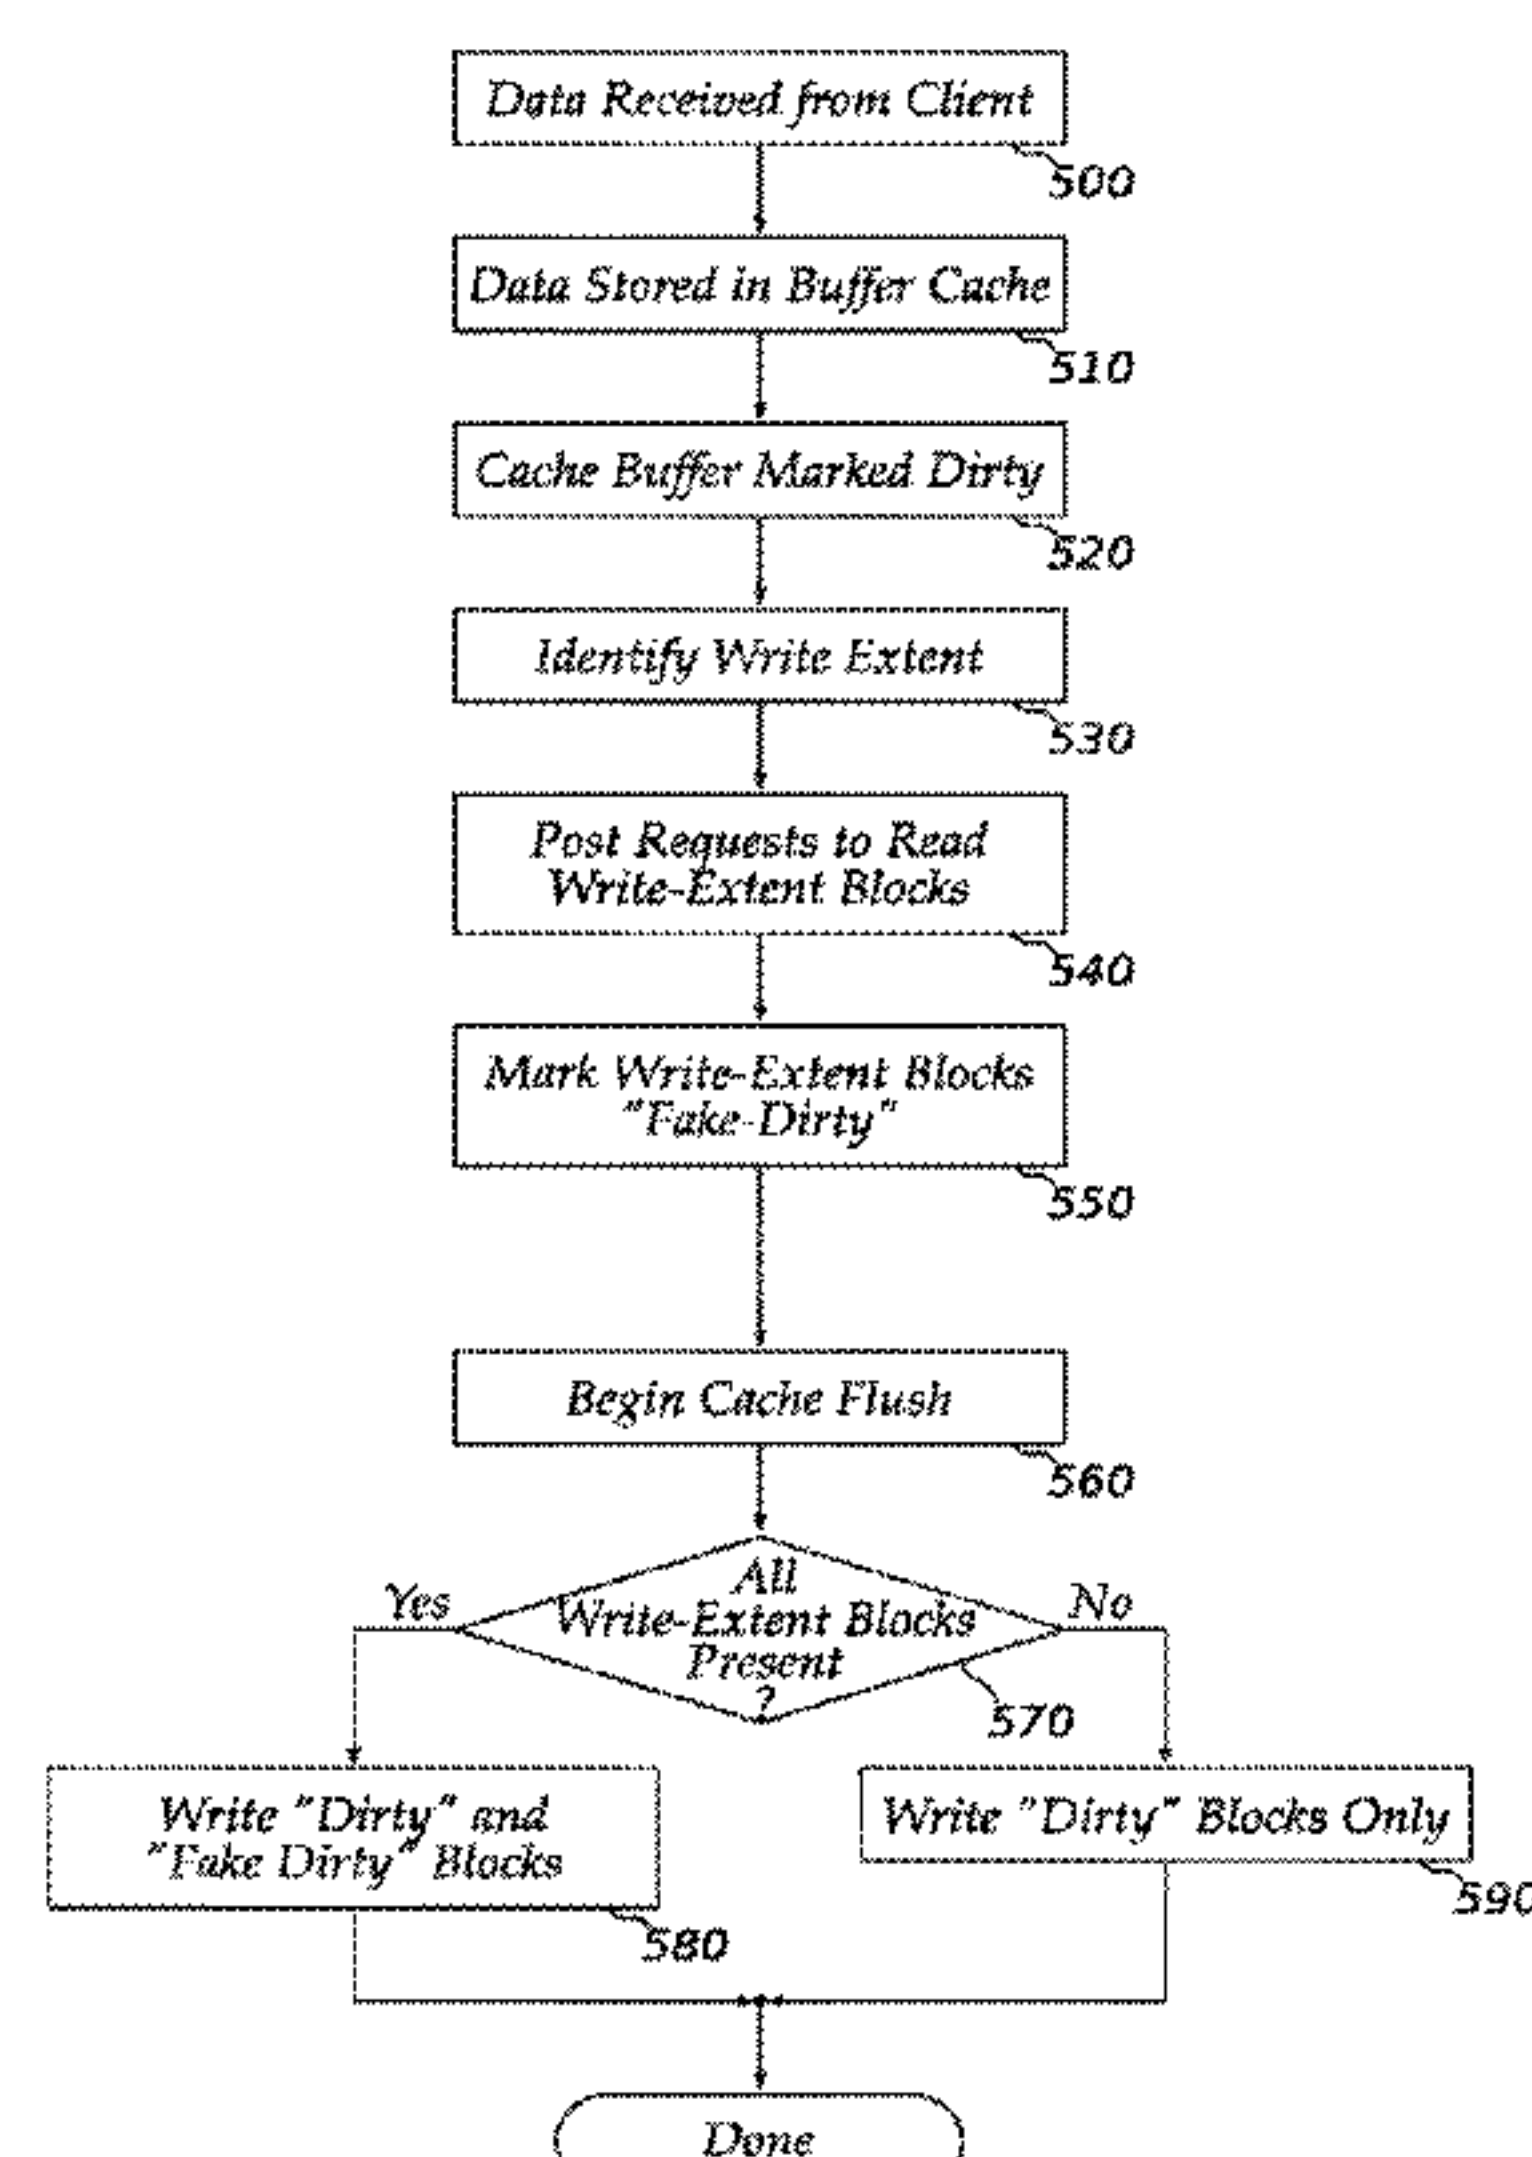 Data Received from Client
500
Data Stored in Buffer Cache
510
Cache Buffer Marked Dirty
520
Identify Write Extent
530
Post Requests to Read
Write-Extent Blocks
540
Mark Write-Extent Blocks
"Fake-Dirty"
550
Begin Cache Flush
560
All
Write-Extent Blocks
Present
?
Yes
No
570
Write "Dirty" and
"Fake Dirty" Blocks
580
Write "Dirty" Blocks Only
590
Done